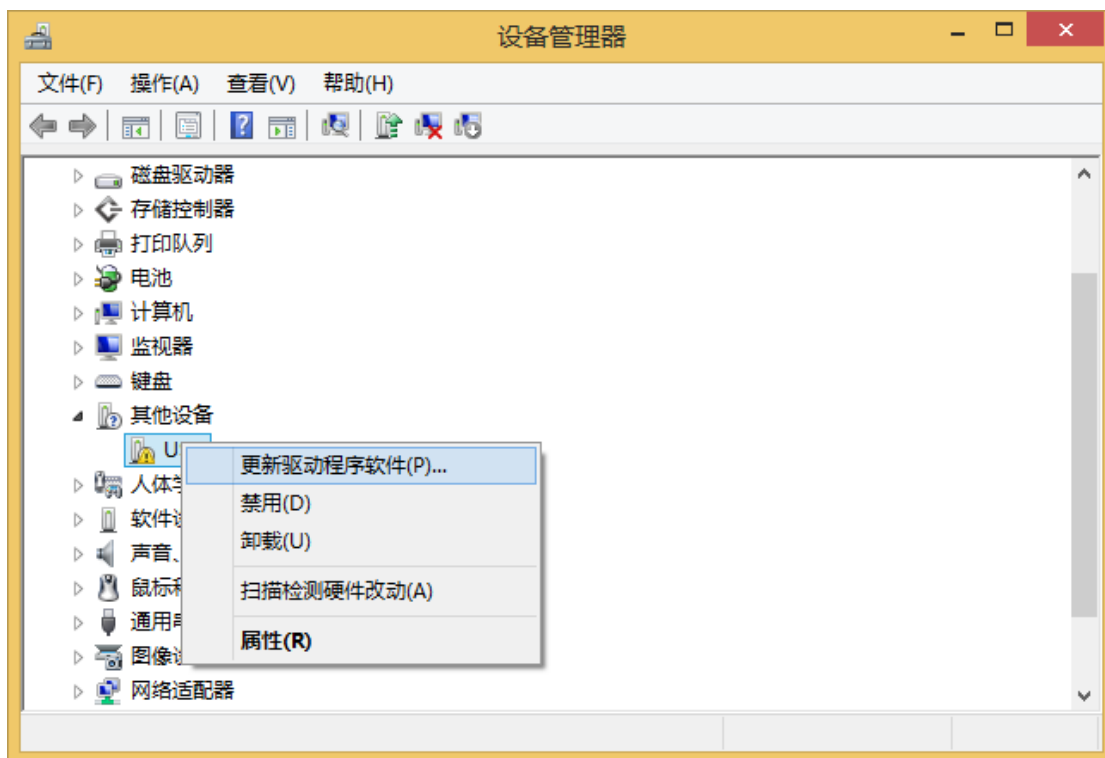 设备管理器
文件(F) 操作(A) 查看(V) 帮助(H)
磁盘驱动器
存储控制器
打印队列
电池
计算机
监视器
键盘
其他设备
U
更新驱动程序软件(P)...
禁用(D)
卸载(U)
扫描检测硬件改动(A)
属性(R)
人体
软件
声音、
鼠标
通用
图像
网络适配器